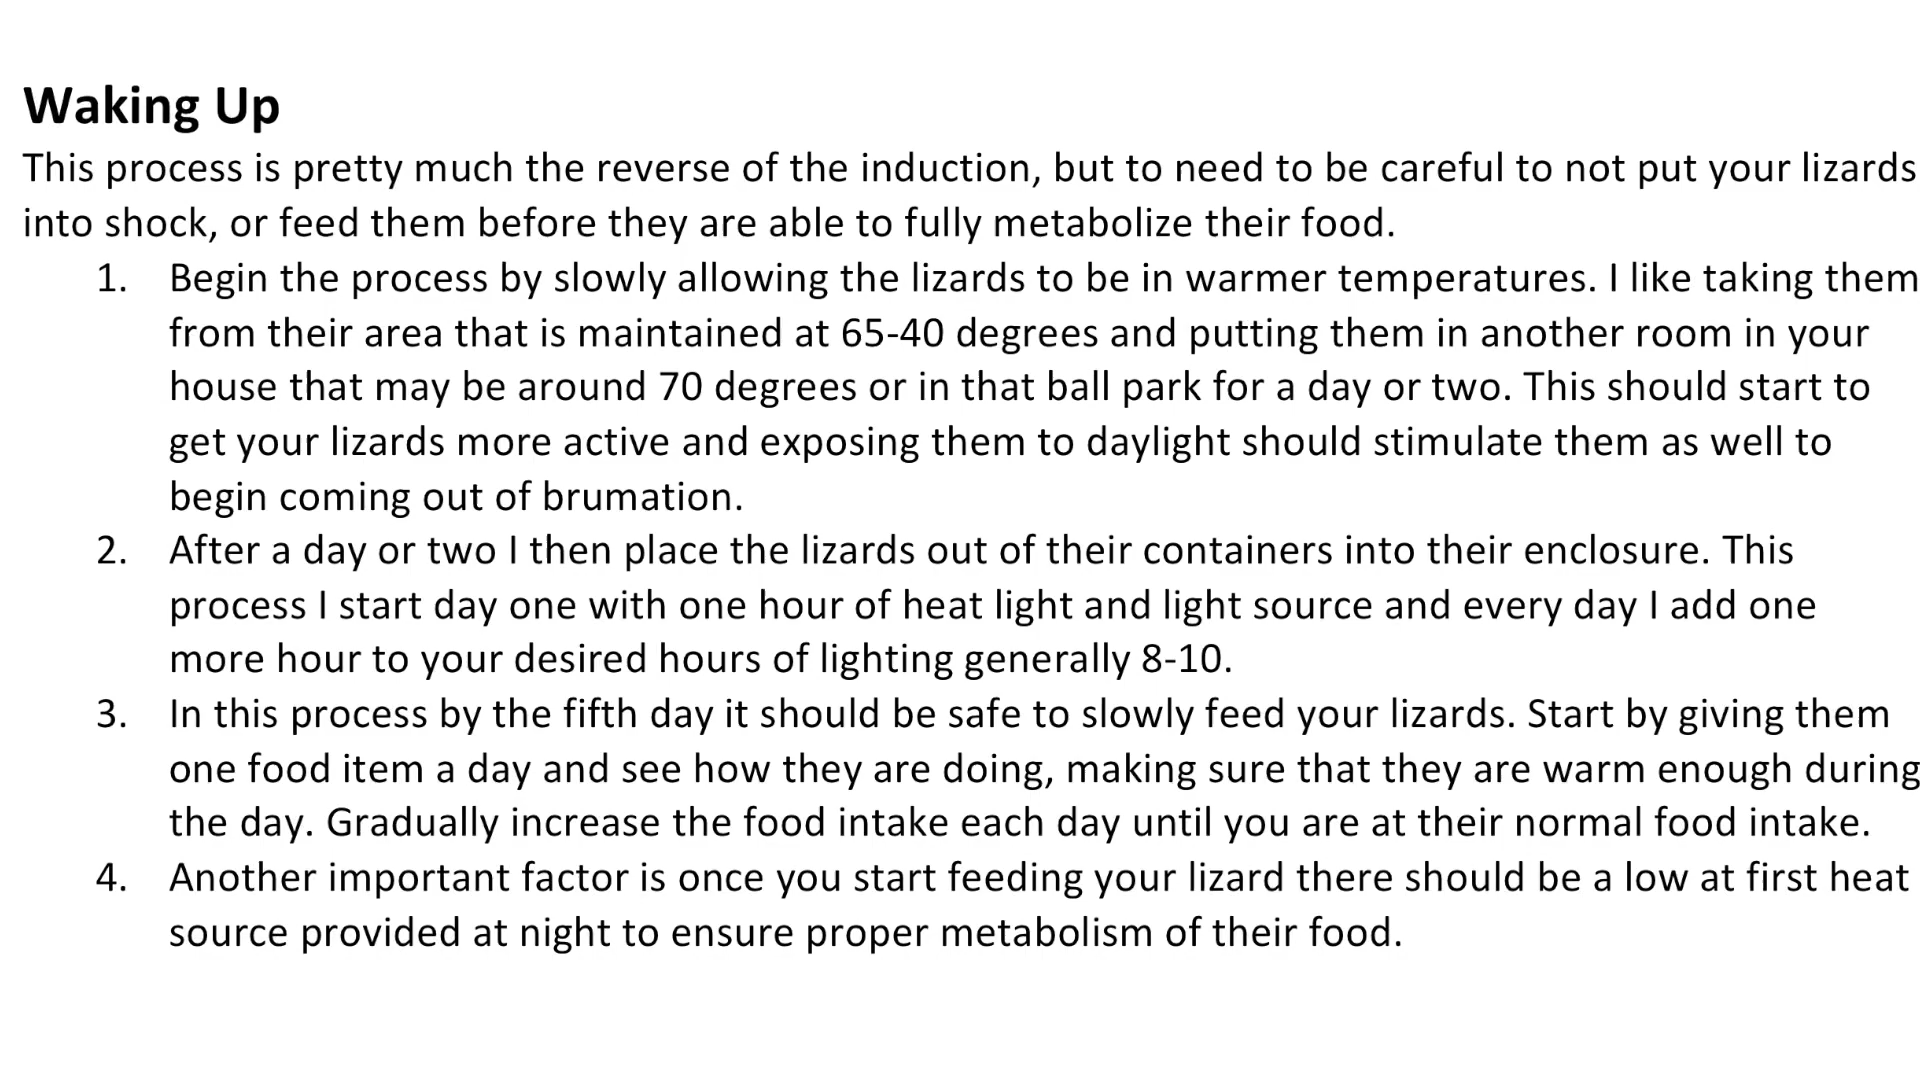 Waking Up
This process is pretty much the reverse of the induction, but to need to be careful to not put your lizards
into shock, or feed them before they are able to fully metabolize their food.
1. Begin the process by slowly allowing the lizards to be in warmer temperatures. I like taking them
from their area that is maintained at 65-40 degrees and putting them in another room in your
house that may be around 70 degrees or in that ball park for a day or two. This should start to
get your lizards more active and exposing them to daylight should stimulate them as well to
begin coming out of brumation.
2. After a day or two I then place the lizards out of their containers into their enclosure. This
process I start day one with one hour of heat light and light source and every day I add one
more hour to your desired hours of lighting generally 8-10.
3. In this process by the fifth day it should be safe to slowly feed your lizards. Start by giving them
one food item a day and see how they are doing, making sure that they are warm enough during
the day. Gradually increase the food intake each day until you are at their normal food intake.
4. Another important factor is once you start feeding your lizard there should be a low at first heat
source provided at night to ensure proper metabolism of their food.